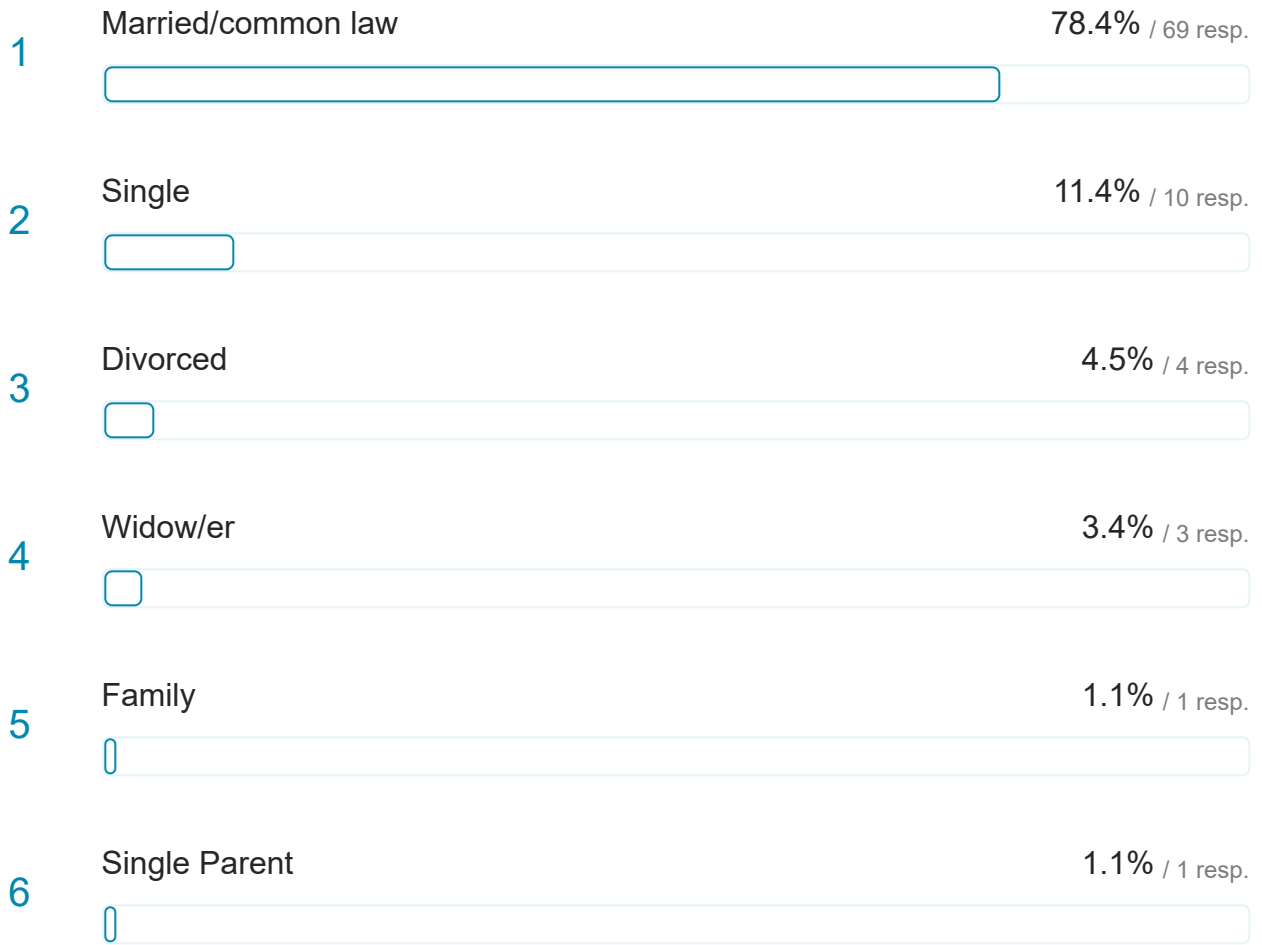 1 Married/common law 78.4% / 69 resp.
2 Single 11.4% / 10 resp.
3 Divorced 4.5% / 4 resp.
4 Widow/er 3.4% / 3 resp.
5 Family 1.1% / 1 resp.
6 Single Parent 1.1% / 1 resp.